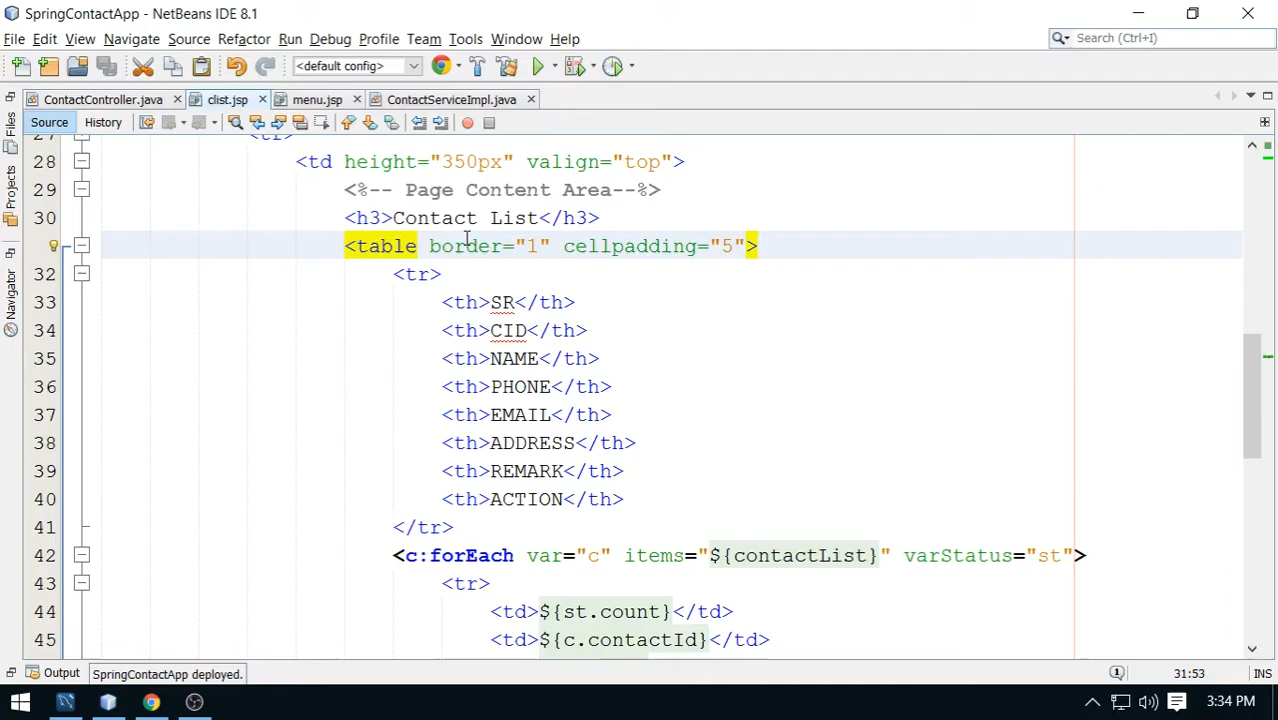 SpringContactApp - NetBeans IDE 8.1
File Edit View Navigate Source Refactor Run Debug Profile Team Tools Window Help
Search (Ctrl+I)
<default config>
ContactController.java clist.jsp menu.jsp ContactServiceImpl.java
Source History
Files
Projects
Navigator
27 <tr>
28 <td height="350px" valign="top">
29 <%-- Page Content Area--%>
30 <h3>Contact List</h3>
<table border="1" cellpadding="5">
32 <tr>
33 <th>SR</th>
34 <th>CID</th>
35 <th>NAME</th>
36 <th>PHONE</th>
37 <th>EMAIL</th>
38 <th>ADDRESS</th>
39 <th>REMARK</th>
40 <th>ACTION</th>
41 </tr>
42 <c:forEach var="c" items="${contactList}" varStatus="st">
43 <tr>
44 <td>${st.count}</td>
45 <td>${c.contactId}</td>
Output SpringContactApp deployed. 31:53 INS
3:34 PM